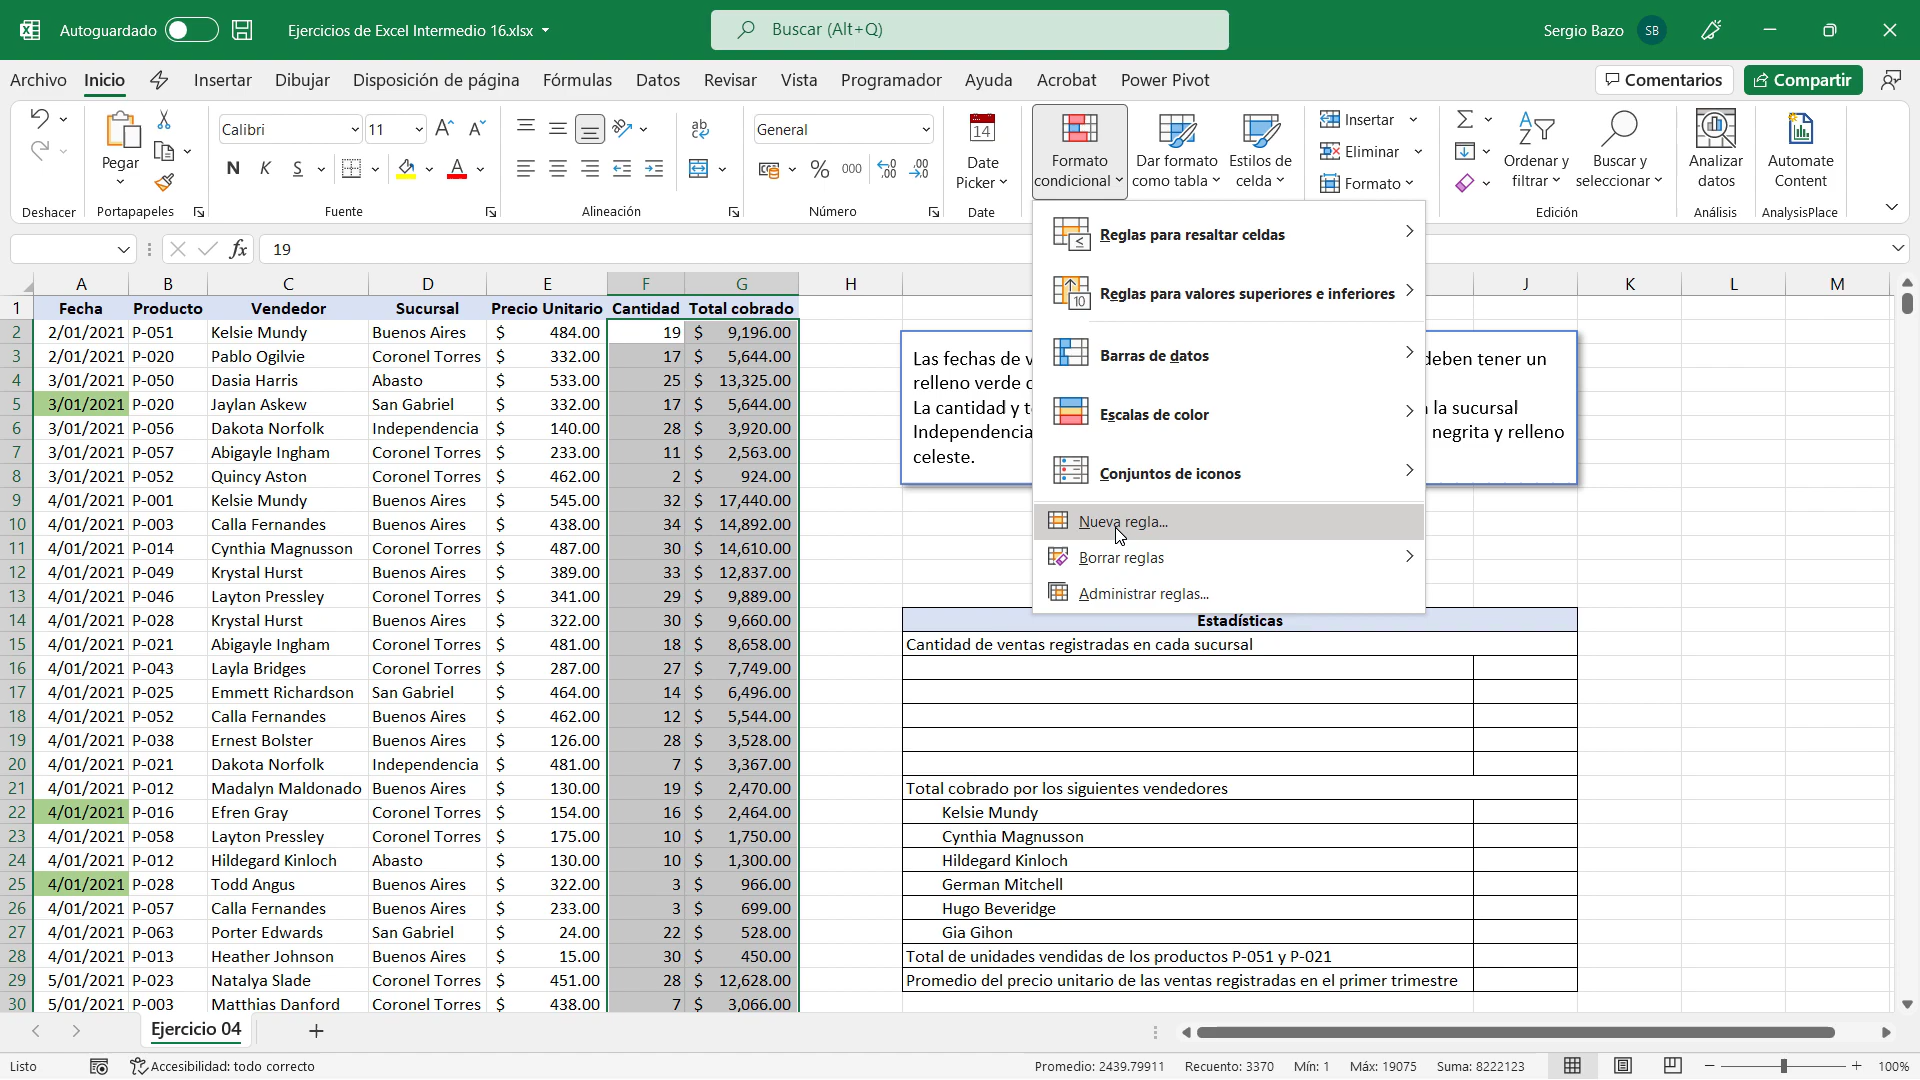 Autoguardado
Ejercicios de Excel Intermedio 16.xlsx
Buscar (Alt+Q)
Sergio Bazo
SB
Archivo Inicio Insertar Dibujar Disposición de página Fórmulas Datos Revisar Vista Programador Ayuda Acrobat Power Pivot
Comentarios
Compartir
Deshacer
Pegar
Portapapeles
Calibri 11
N K S
Fuente
ab
Alineación
General
% 000
Número
14
Date Picker
Date
Formato condicional
Dar formato como tabla
Estilos de celda
Insertar
Eliminar
Formato
Ordenar y filtrar
Buscar y seleccionar
Edición
Analizar datos
Análisis
Automate Content
AnalysisPlace
fx 19
Reglas para resaltar celdas
Reglas para valores superiores e inferiores
Barras de datos
Escalas de color
Conjuntos de iconos
Nueva regla...
Borrar reglas
Administrar reglas...
A B C D E F G H J K L M
1 Fecha Producto Vendedor Sucursal Precio Unitario Cantidad Total cobrado
2 2/01/2021 P-051 Kelsie Mundy Buenos Aires $ 484.00 19 $ 9,196.00
3 2/01/2021 P-020 Pablo Ogilvie Coronel Torres $ 332.00 17 $ 5,644.00
4 3/01/2021 P-050 Dasia Harris Abasto $ 533.00 25 $ 13,325.00
5 3/01/2021 P-020 Jaylan Askew San Gabriel $ 332.00 17 $ 5,644.00
6 3/01/2021 P-056 Dakota Norfolk Independencia $ 140.00 28 $ 3,920.00
7 3/01/2021 P-057 Abigayle Ingham Coronel Torres $ 233.00 11 $ 2,563.00
8 3/01/2021 P-052 Quincy Aston Coronel Torres $ 462.00 2 $ 924.00
9 4/01/2021 P-001 Kelsie Mundy Buenos Aires $ 545.00 32 $ 17,440.00
10 4/01/2021 P-003 Calla Fernandes Buenos Aires $ 438.00 34 $ 14,892.00
11 4/01/2021 P-014 Cynthia Magnusson Coronel Torres $ 487.00 30 $ 14,610.00
12 4/01/2021 P-049 Krystal Hurst Buenos Aires $ 389.00 33 $ 12,837.00
13 4/01/2021 P-046 Layton Pressley Coronel Torres $ 341.00 29 $ 9,889.00
14 4/01/2021 P-028 Krystal Hurst Buenos Aires $ 322.00 30 $ 9,660.00
15 4/01/2021 P-021 Abigayle Ingham Coronel Torres $ 481.00 18 $ 8,658.00
16 4/01/2021 P-043 Layla Bridges Coronel Torres $ 287.00 27 $ 7,749.00
17 4/01/2021 P-025 Emmett Richardson San Gabriel $ 464.00 14 $ 6,496.00
18 4/01/2021 P-052 Calla Fernandes Buenos Aires $ 462.00 12 $ 5,544.00
19 4/01/2021 P-038 Ernest Bolster Buenos Aires $ 126.00 28 $ 3,528.00
20 4/01/2021 P-021 Dakota Norfolk Independencia $ 481.00 7 $ 3,367.00
21 4/01/2021 P-012 Madalyn Maldonado Buenos Aires $ 130.00 19 $ 2,470.00
22 4/01/2021 P-016 Efren Gray Coronel Torres $ 154.00 16 $ 2,464.00
23 4/01/2021 P-058 Layton Pressley Coronel Torres $ 175.00 10 $ 1,750.00
24 4/01/2021 P-012 Hildegard Kinloch Abasto $ 130.00 10 $ 1,300.00
25 4/01/2021 P-028 Todd Angus Buenos Aires $ 322.00 3 $ 966.00
26 4/01/2021 P-057 Calla Fernandes Buenos Aires $ 233.00 3 $ 699.00
27 4/01/2021 P-063 Porter Edwards San Gabriel $ 24.00 22 $ 528.00
28 4/01/2021 P-013 Heather Johnson Buenos Aires $ 15.00 30 $ 450.00
29 5/01/2021 P-023 Natalya Slade Coronel Torres $ 451.00 28 $ 12,628.00
30 5/01/2021 P-003 Matthias Danford Coronel Torres $ 438.00 7 $ 3,066.00
Las fechas de deben tener un
relleno verde
La cantidad y la sucursal
Independencia negrita y relleno
celeste.
Estadísticas
Cantidad de ventas registradas en cada sucursal
Total cobrado por los siguientes vendedores
Kelsie Mundy
Cynthia Magnusson
Hildegard Kinloch
German Mitchell
Hugo Beveridge
Gia Gihon
Total de unidades vendidas de los productos P-051 y P-021
Promedio del precio unitario de las ventas registradas en el primer trimestre
Ejercicio 04
Listo
Accesibilidad: todo correcto
Promedio: 2439.79911 Recuento: 3370 Mín: 1 Máx: 19075 Suma: 8222123
100%